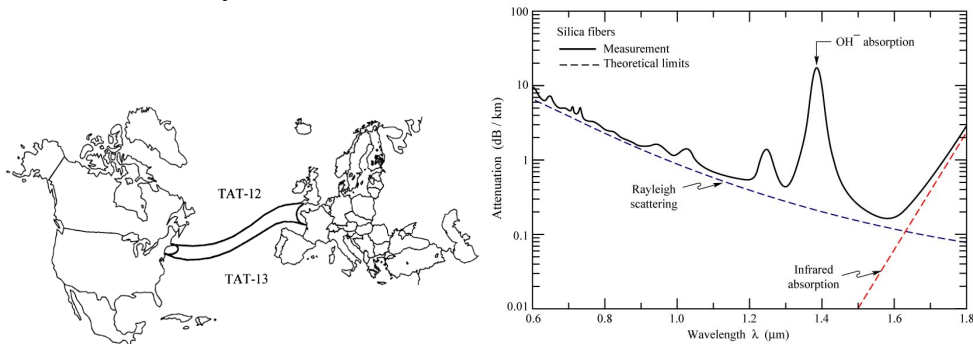 TAT-12
TAT-13
Silica fibers
Measurement
Theoretical limits
OH⁻ absorption
Rayleigh
scattering
Infrared
absorption
Attenuation (dB / km)
100
10
1
0.1
0.01
0.6
0.8
1.0
1.2
1.4
1.6
1.8
Wavelength λ (μm)